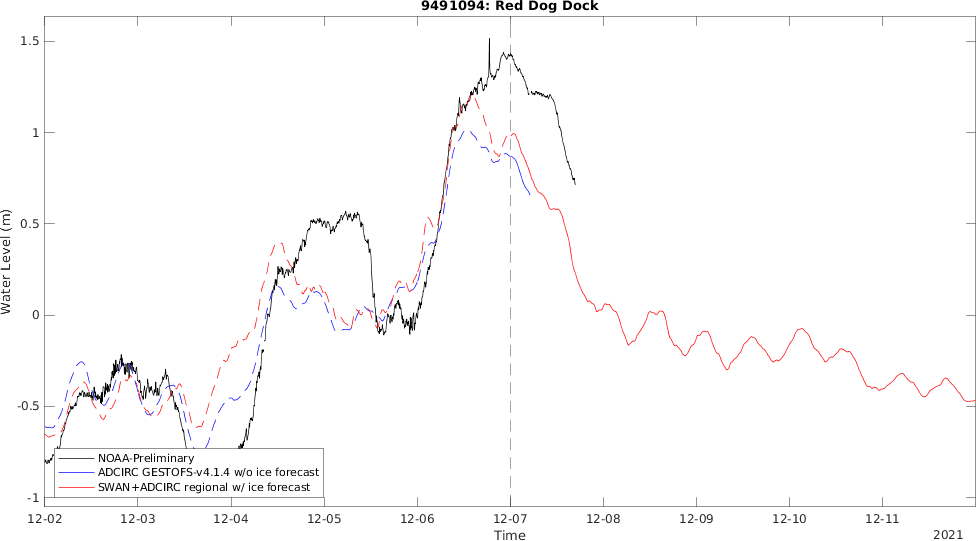 9491094: Red Dog Dock
1.5
1
0.5
0
-0.5
-1
Water Level (m)
NOAA-Preliminary
ADCIRC GESTOFS-v4.1.4 w/o ice forecast
SWAN+ADCIRC regional w/ ice forecast
12-02 12-03 12-04 12-05 12-06 12-07 12-08 12-09 12-10 12-11
Time
2021